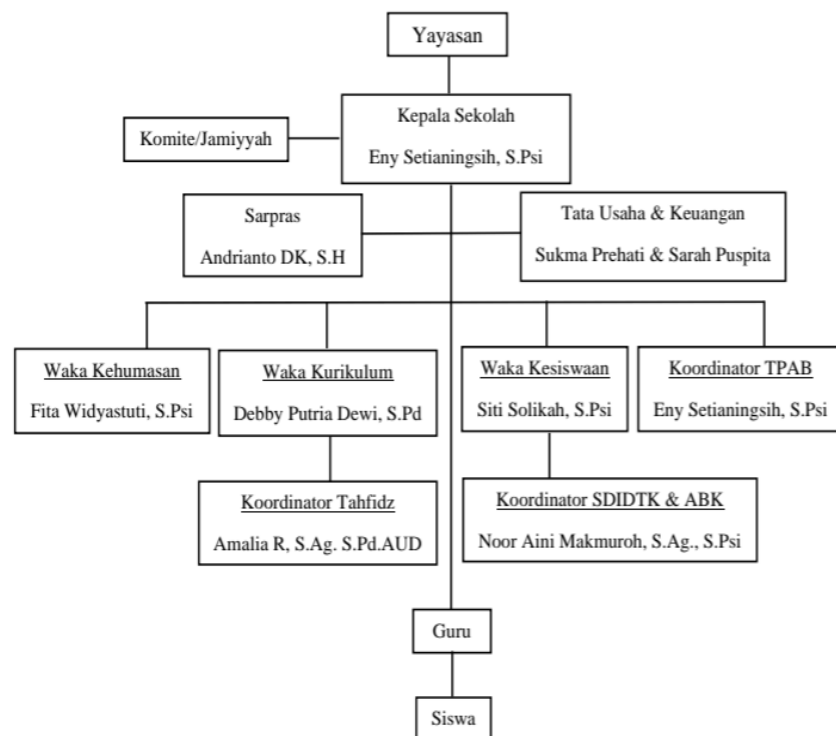 Yayasan
Kepala Sekolah
Eny Setianingsih, S.Psi
Komite/Jamiyyah
Sarpras
Andrianto DK, S.H
Tata Usaha & Keuangan
Sukma Prehati & Sarah Puspita
Waka Kehumasan
Fita Widyastuti, S.Psi
Waka Kurikulum
Debby Putria Dewi, S.Pd
Waka Kesiswaan
Siti Solikah, S.Psi
Koordinator TPAB
Eny Setianingsih, S.Psi
Koordinator Tahfidz
Amalia R, S.Ag. S.Pd.AUD
Koordinator SDIDTK & ABK
Noor Aini Makmuroh, S.Ag., S.Psi
Guru
Siswa